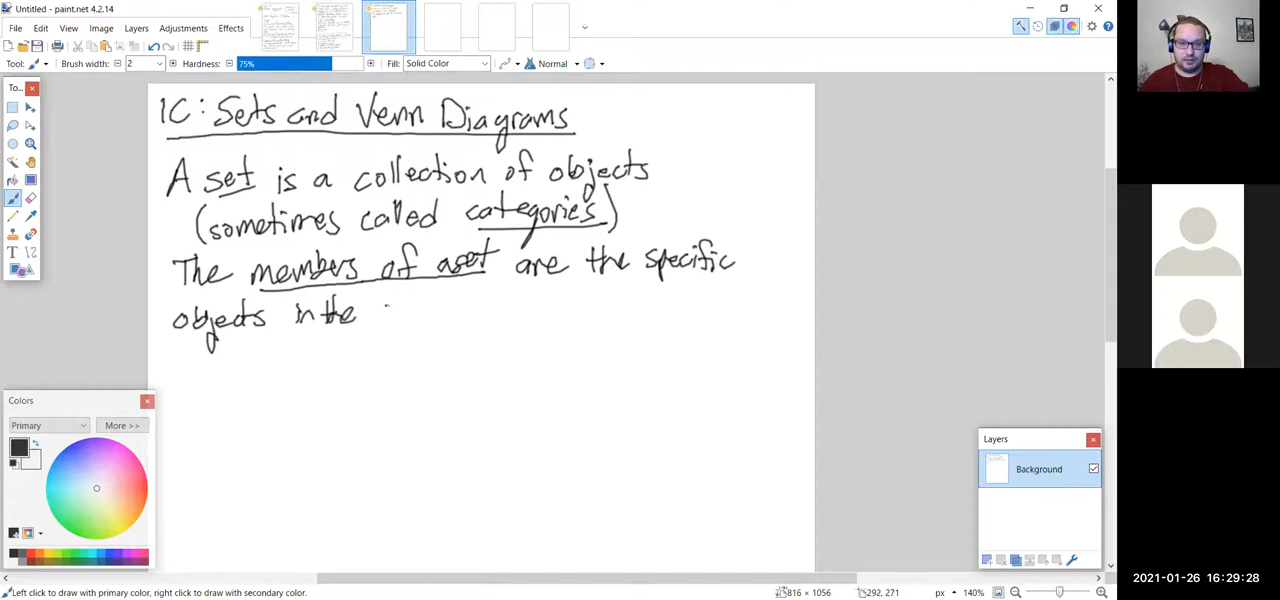 Untitled - paint.net 4.2.14
File Edit View Image Layers Adjustments Effects
Tool: Brush width: 2 Hardness: 75% Fill: Solid Color Normal
To...
1C: Sets and Venn Diagrams
A set is a collection of objects
(sometimes called categories)
The members of a set are the specific
objects in the
Colors
Primary More >>
Layers
Background
Left click to draw with primary color, right click to draw with secondary color.
816 × 1056 292, 271 px 140%
2021-01-26 16:29:28